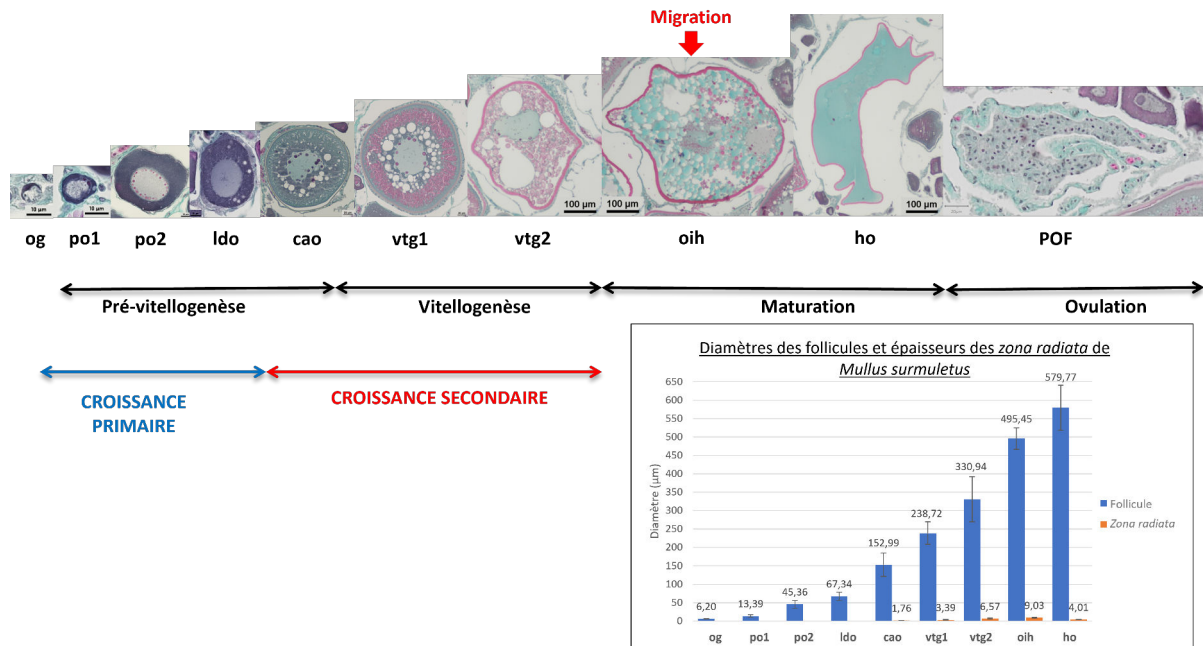 Migration
10 µm
10 µm
100 µm
100 µm
100 µm
og
po1
po2
ldo
cao
vtg1
vtg2
oih
ho
POF
Pré-vitellogenèse
Vitellogenèse
Maturation
Ovulation
CROISSANCE
PRIMAIRE
CROISSANCE SECONDAIRE
Diamètres des follicules et épaisseurs des zona radiata de
Mullus surmuletus
Diamètre (µm)
650
600
550
500
450
400
350
300
250
200
150
100
50
0
6,20
13,39
45,36
67,34
152,99
1,76
238,72
3,39
330,94
6,57
495,45
9,03
579,77
4,01
og
po1
po2
ldo
cao
vtg1
vtg2
oih
ho
Follicule
Zona radiata